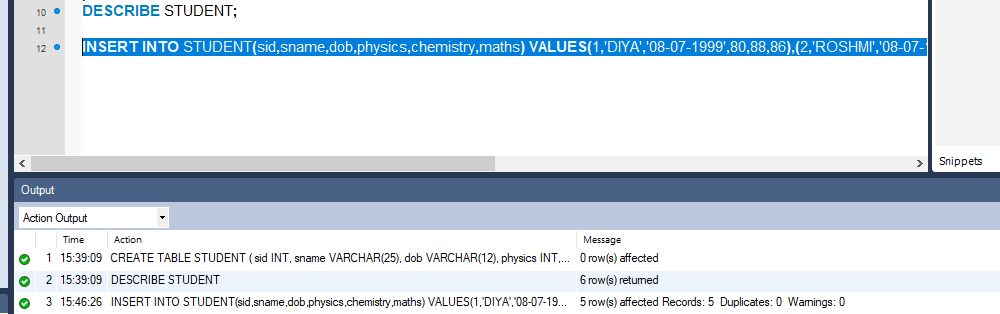 10 DESCRIBE STUDENT;
11
12 INSERT INTO STUDENT(sid,sname,dob,physics,chemistry,maths) VALUES(1,'DIYA','08-07-1999',80,88,86),(2,'ROSHMI','08-07-
Snippets
Output
Action Output
Time Action Message
1 15:39:09 CREATE TABLE STUDENT ( sid INT, sname VARCHAR(25), dob VARCHAR(12), physics INT,... 0 row(s) affected
2 15:39:09 DESCRIBE STUDENT 6 row(s) returned
3 15:46:26 INSERT INTO STUDENT(sid,sname,dob,physics,chemistry,maths) VALUES(1,'DIYA','08-07-19... 5 row(s) affected Records: 5 Duplicates: 0 Warnings: 0